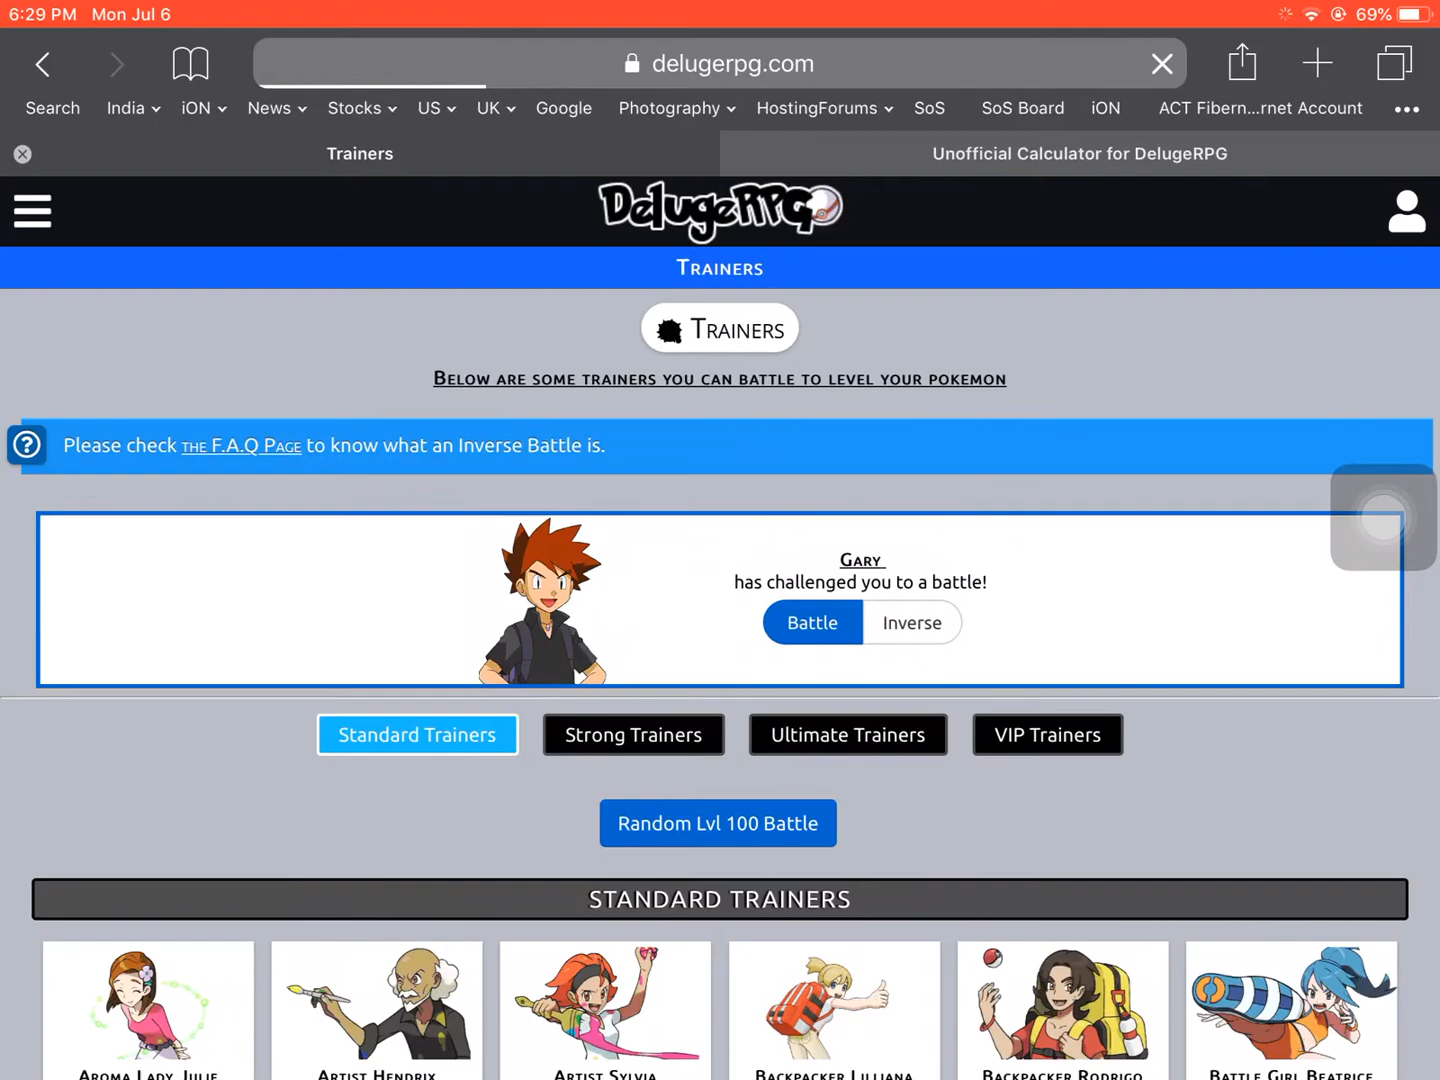 6:29 PM Mon Jul 6 69%
delugerpg.com
Search India iON News Stocks US UK Google Photography HostingForums SoS SoS Board iON ACT Fibern...rnet Account
Trainers Unofficial Calculator for DelugeRPG
DelugeRPG
Trainers
Trainers
Below are some trainers you can battle to level your pokemon
Please check the F.A.Q Page to know what an Inverse Battle is.
Gary
has challenged you to a battle!
Battle Inverse
Standard Trainers Strong Trainers Ultimate Trainers VIP Trainers
Random Lvl 100 Battle
STANDARD TRAINERS
Aroma Lady Julie Artist Hendrix Artist Sylvia Backpacker Lilliana Backpacker Rodrigo Battle Girl Beatrice